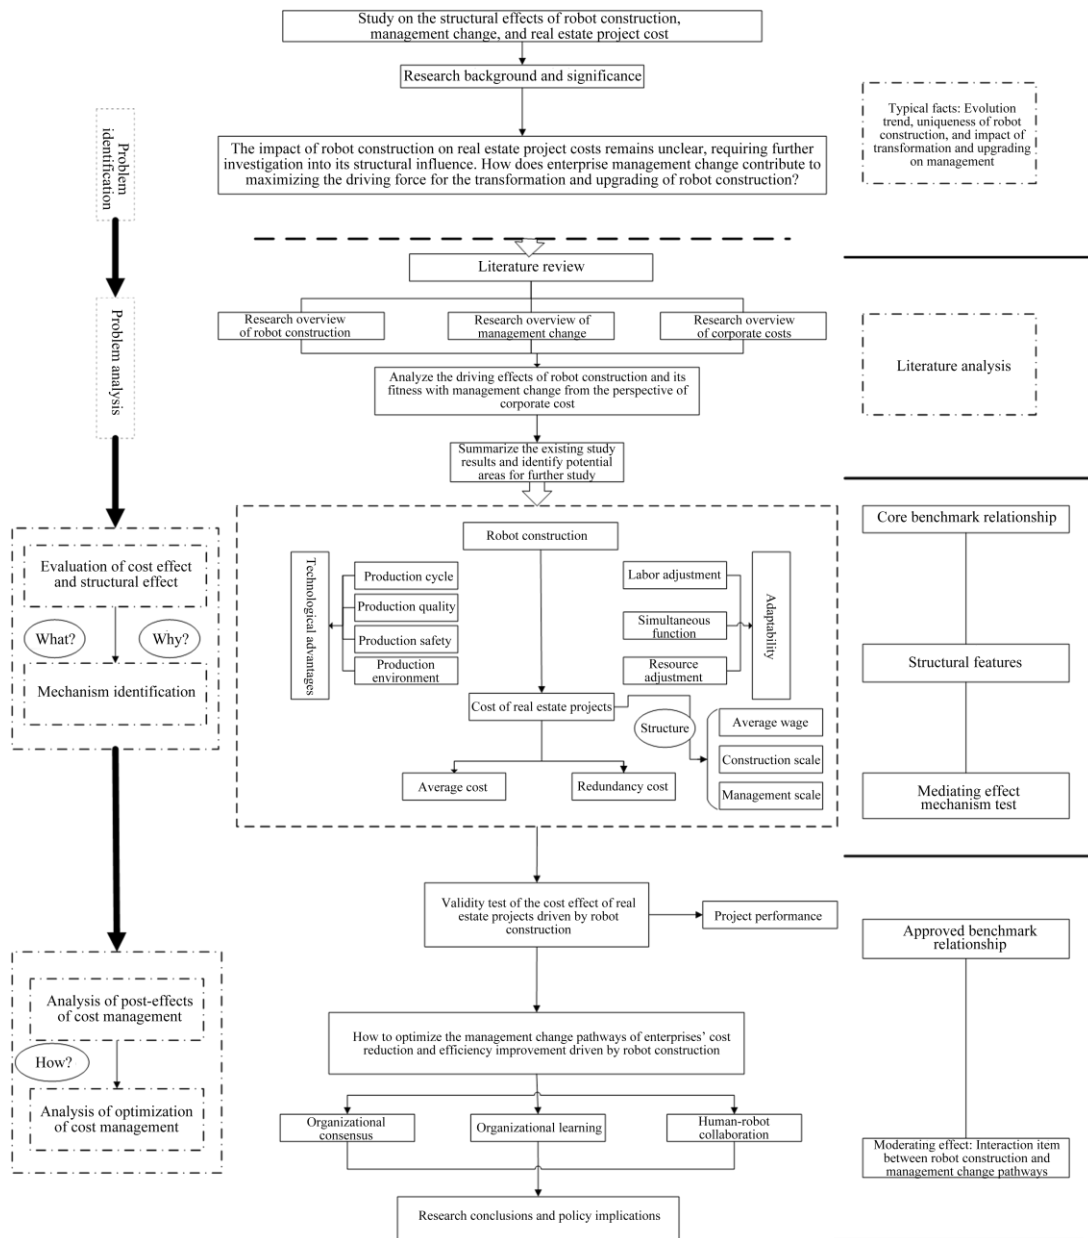 Study on the structural effects of robot construction,
management change, and real estate project cost
Research background and significance
Problem
identification
The impact of robot construction on real estate project costs remains unclear, requiring further
investigation into its structural influence. How does enterprise management change contribute to
maximizing the driving force for the transformation and upgrading of robot construction?
Typical facts: Evolution
trend, uniqueness of robot
construction, and impact of
transformation and upgrading
on management
Problem analysis
Literature review
Research overview
of robot construction
Research overview of
management change
Research overview
of corporate costs
Analyze the driving effects of robot construction and its
fitness with management change from the perspective of
corporate cost
Summarize the existing study
results and identify potential
areas for further study
Literature analysis
Evaluation of cost effect
and structural effect
What?
Why?
Mechanism identification
Robot construction
Technological advantages
Production cycle
Production quality
Production safety
Production
environment
Labor adjustment
Simultaneous
function
Resource
adjustment
Adaptability
Cost of real estate projects
Structure
Average wage
Construction scale
Management scale
Average cost
Redundancy cost
Core benchmark relationship
Structural features
Mediating effect
mechanism test
Validity test of the cost effect of real
estate projects driven by robot
construction
Project performance
Approved benchmark
relationship
Analysis of post-effects
of cost management
How?
Analysis of optimization
of cost management
How to optimize the management change pathways of enterprises’ cost
reduction and efficiency improvement driven by robot construction
Organizational
consensus
Organizational learning
Human-robot
collaboration
Moderating effect: Interaction item
between robot construction and
management change pathways
Research conclusions and policy implications